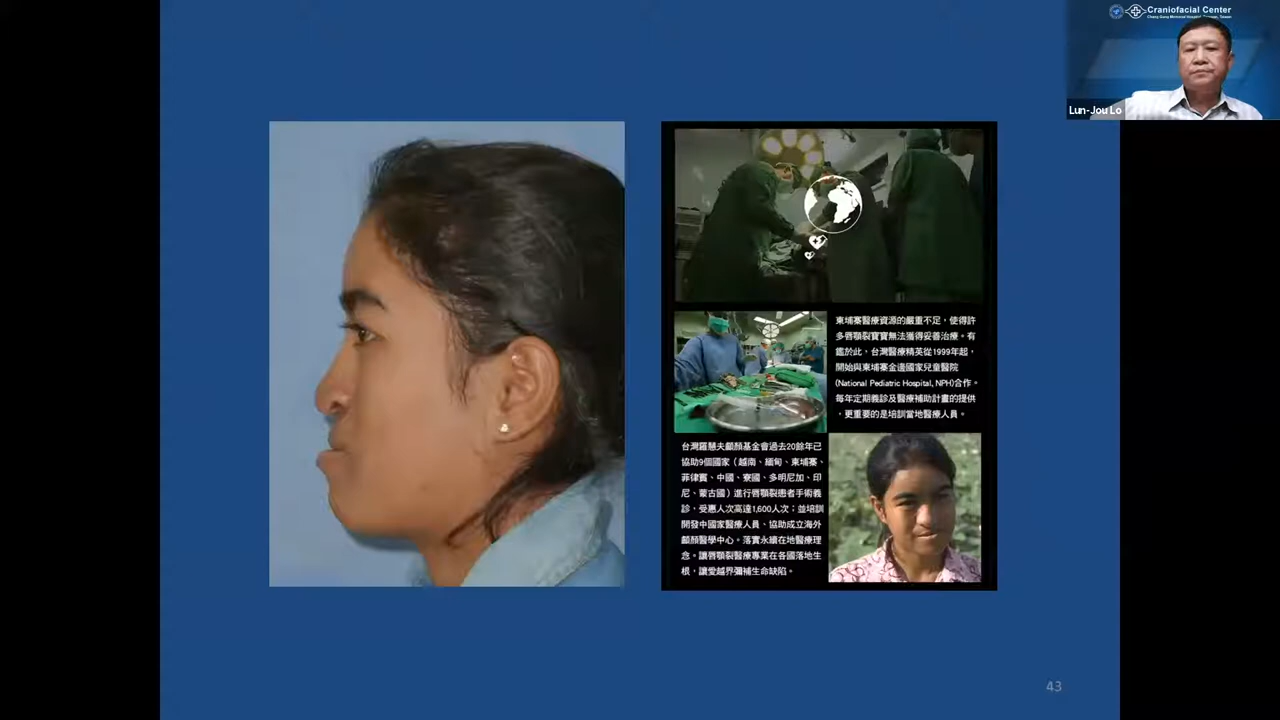 Craniofacial Center
Lun-Jou Lo
柬埔寨醫療資源的嚴重不足，使得許
多唇顎裂寶寶無法獲得妥善治療。有
鑑於此，台灣醫療精英從1999年起，
開始與柬埔寨金邊國家兒童醫院
(National Pediatric Hospital, NPH)合作。
每年定期義診及醫療補助計畫的提供
，更重要的是培訓當地醫療人員。
台灣羅慧夫顱顏基金會過去20餘年已
協助9個國家（越南、緬甸、柬埔寨、
菲律賓、中國、寮國、多明尼加、印
尼、蒙古國）進行唇顎裂患者手術義
診、受惠人次高達1,600人次；並培訓
開發中國家醫療人員、協助成立海外
顱顏醫學中心。落實永續在地醫療理
念。讓唇顎裂醫療專業在各國落地生
根，讓愛越界彌補生命缺陷。
43